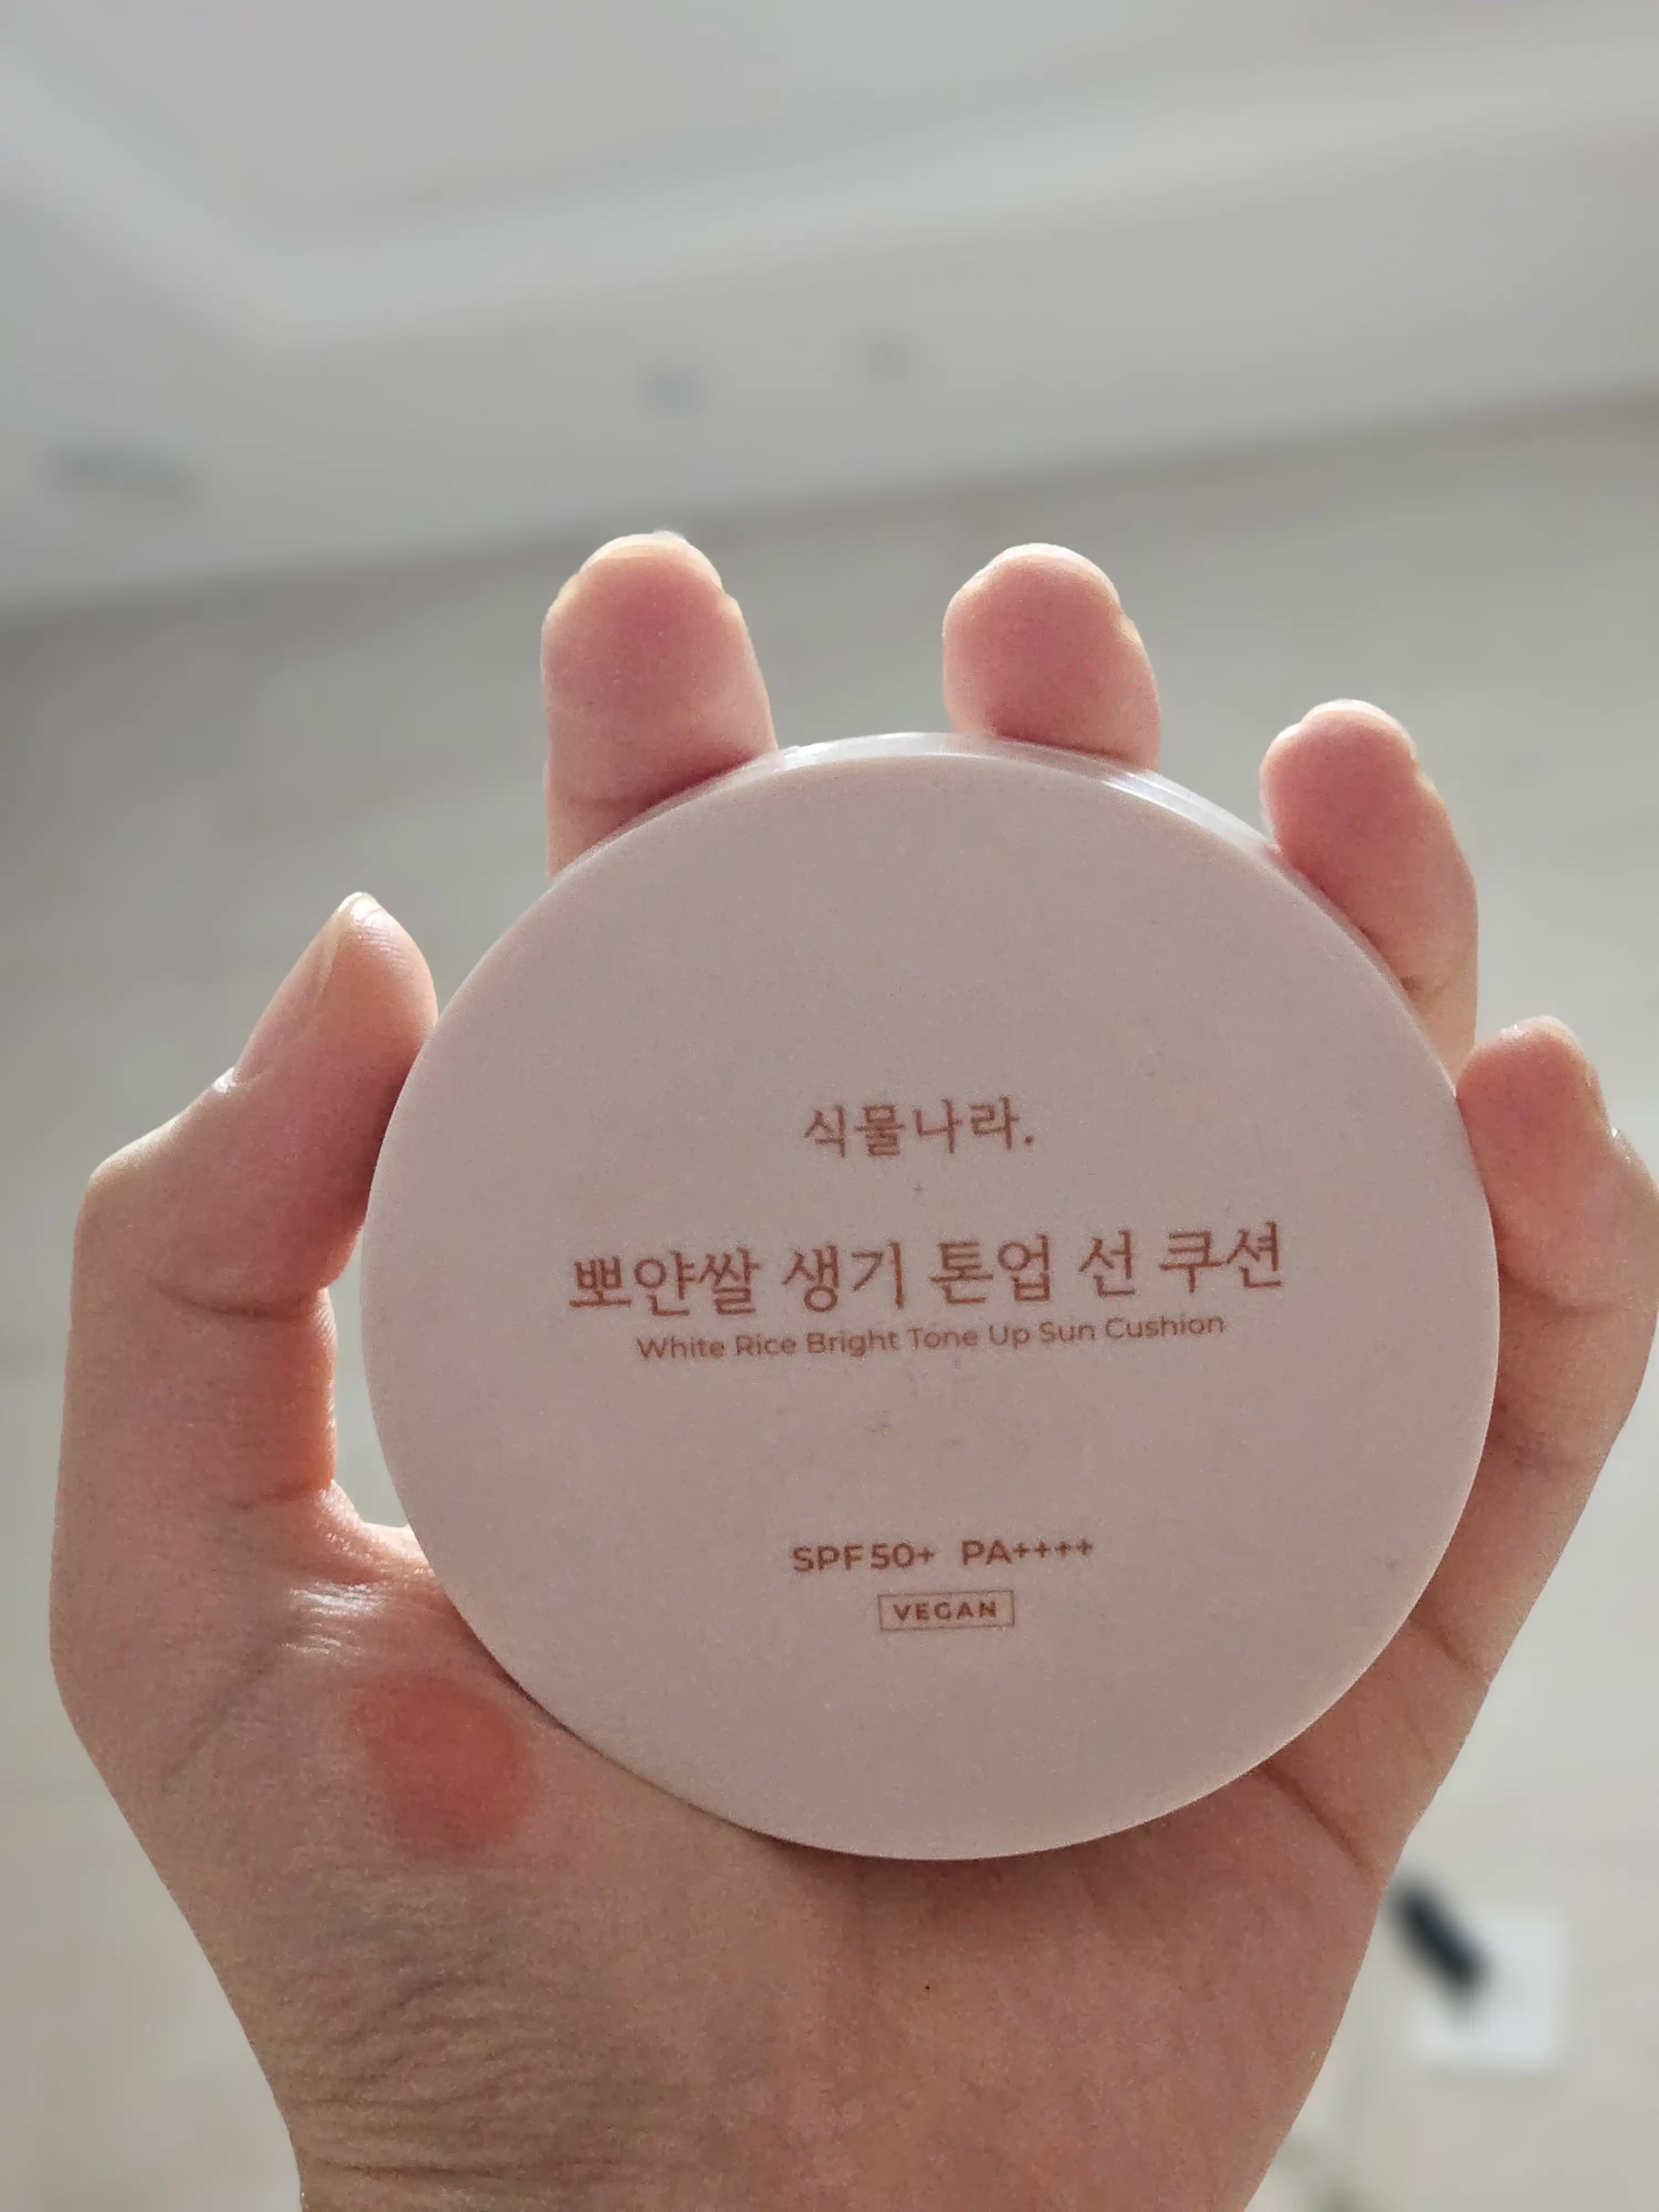 식물나라.
뽀얀쌀 생기 톤업 선 쿠션
White Rice Bright Tone Up Sun Cushion
SPF50+ PA++++
VEGAN